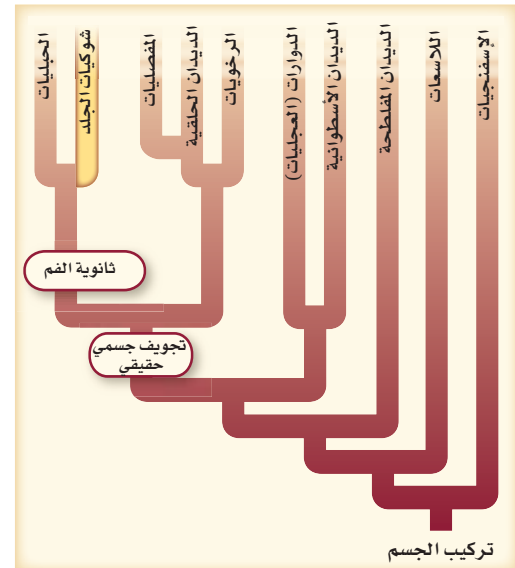 الإسفنجيات
اللاسعات
الديدان المفلطحة
الديدان الأسطوانية
الدوارات (العجليات)
الرخويات
الديدان الحلقية
المفصليات
شوكيات الجلد
الحبليات
ثانوية الفم
تجويف جسمي
حقيقي
تركيب الجسم